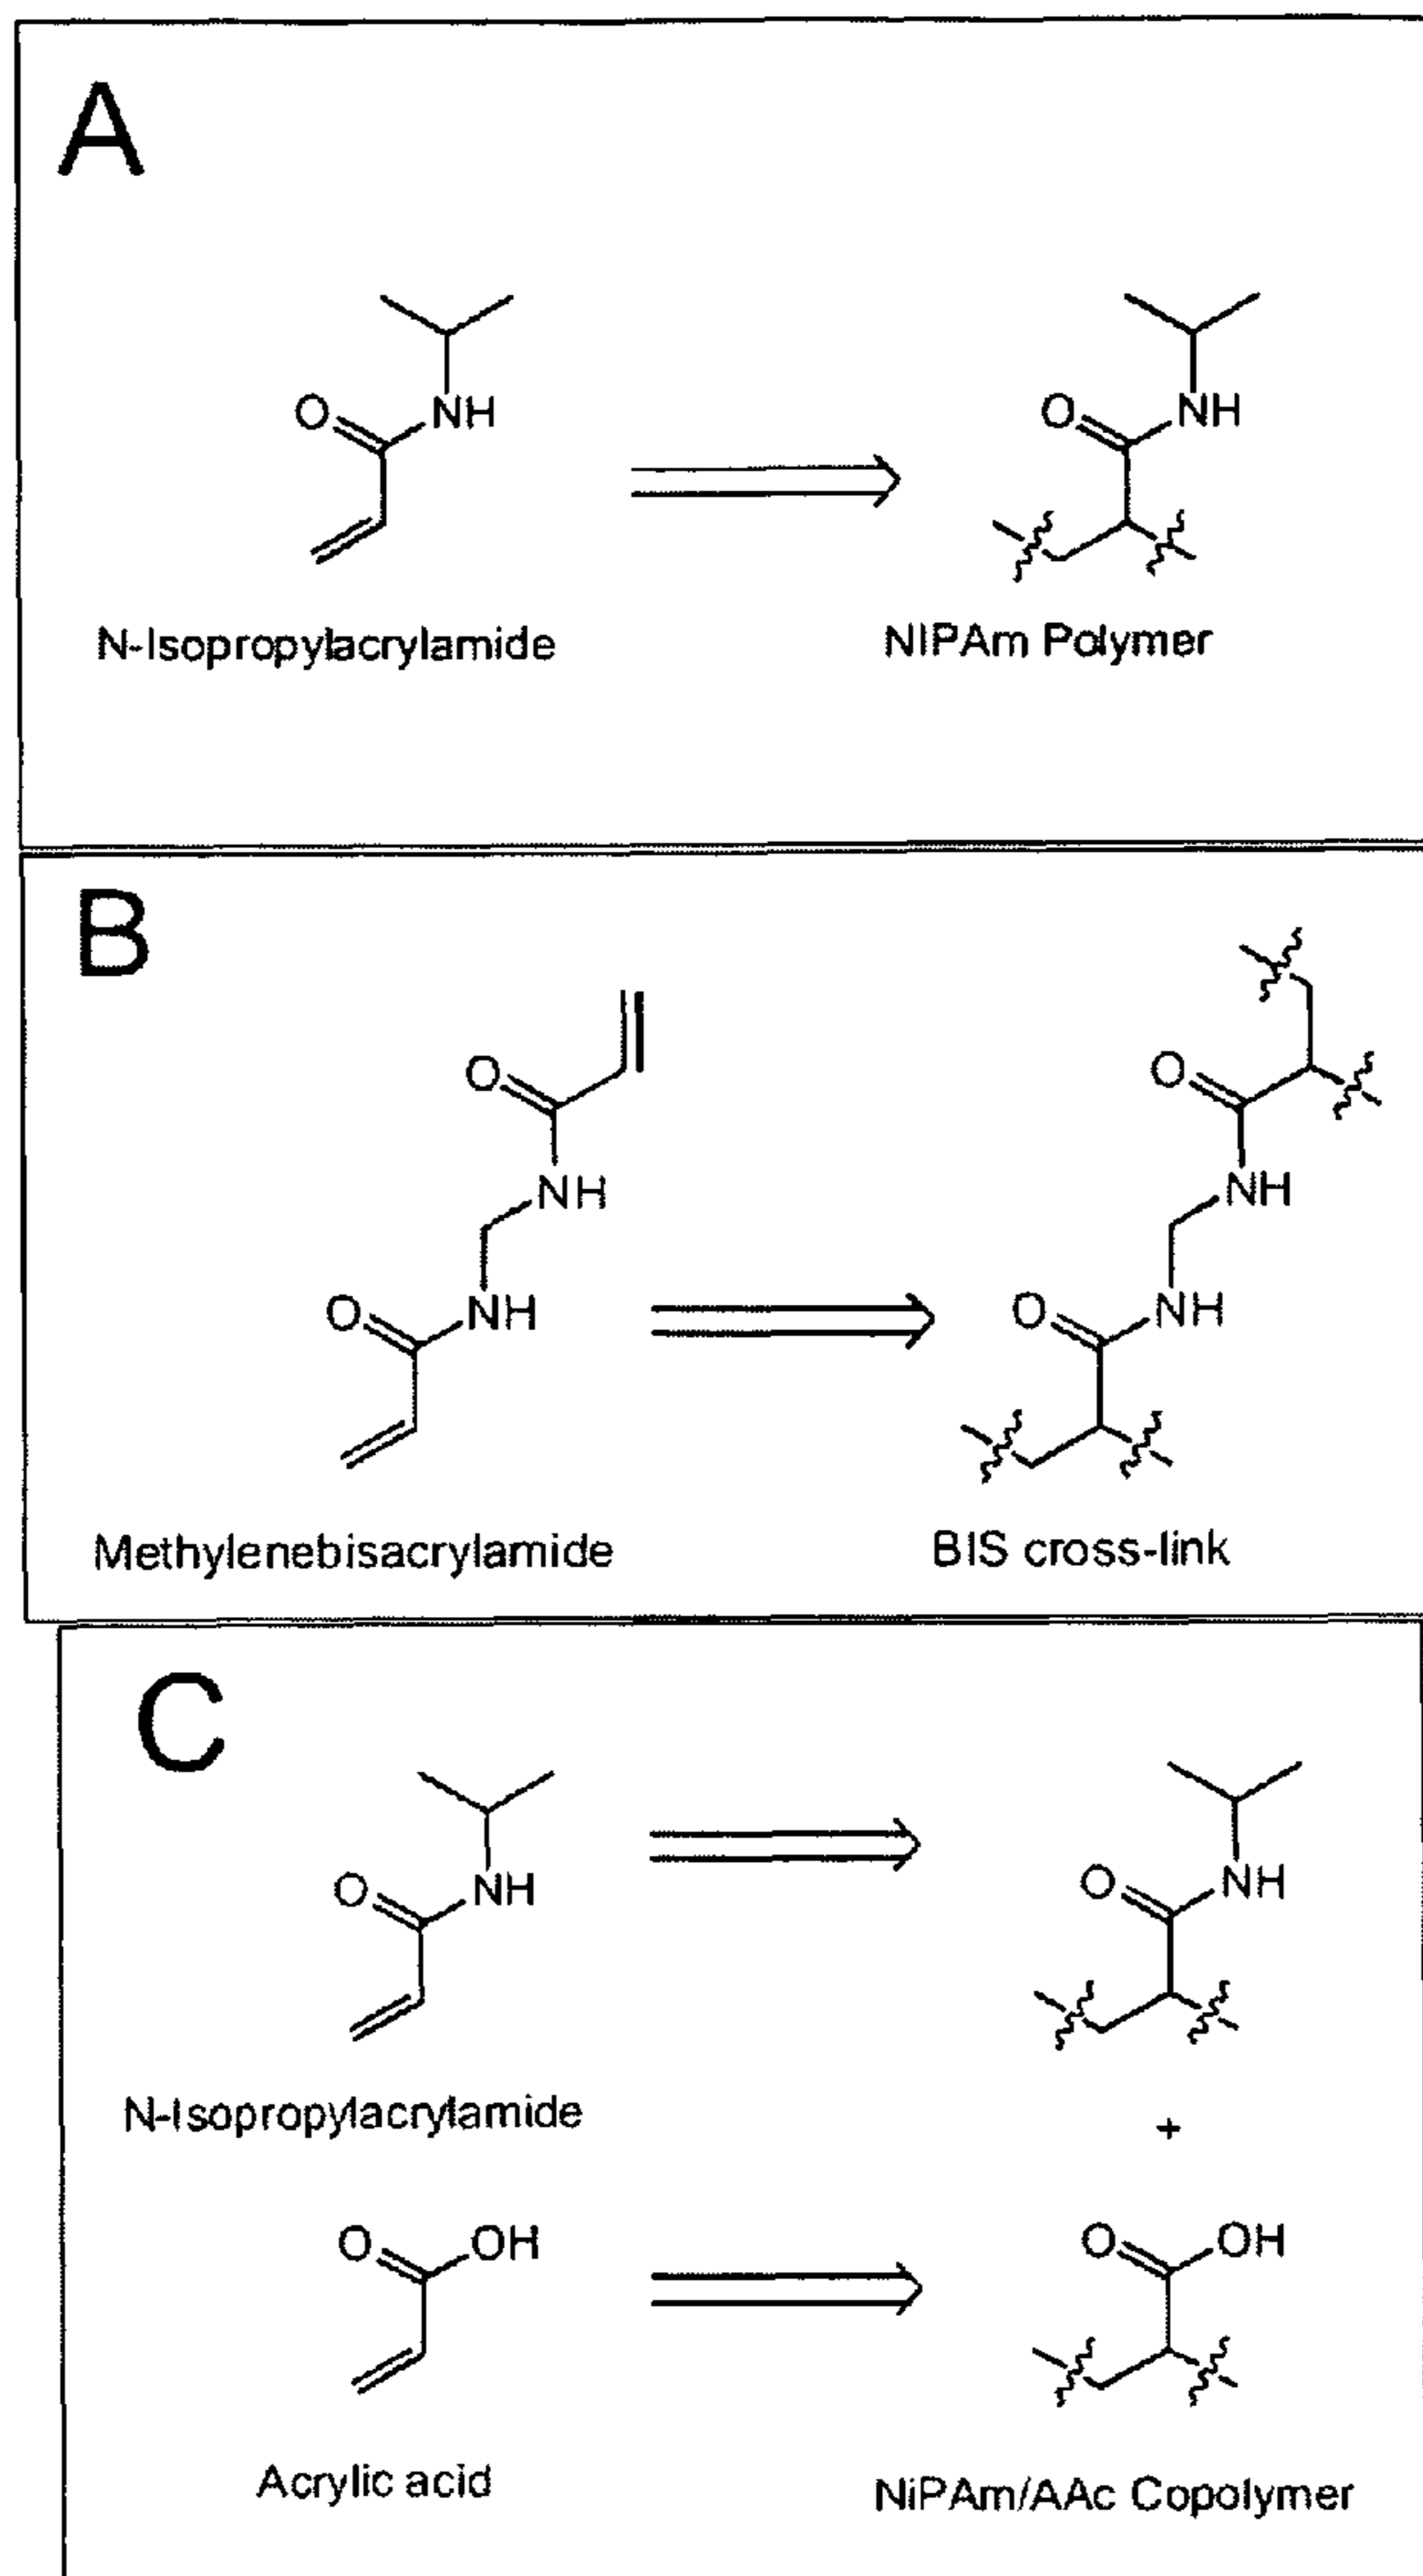 A
O NH O NH
N-Isopropylacrylamide NIPAm Polymer
B
O O
NH NH
O NH O NH
Methylenebisacrylamide BIS cross-link
C
O NH O NH
N-Isopropylacrylamide
+
O OH O OH
Acrylic acid NiPAm/AAc Copolymer